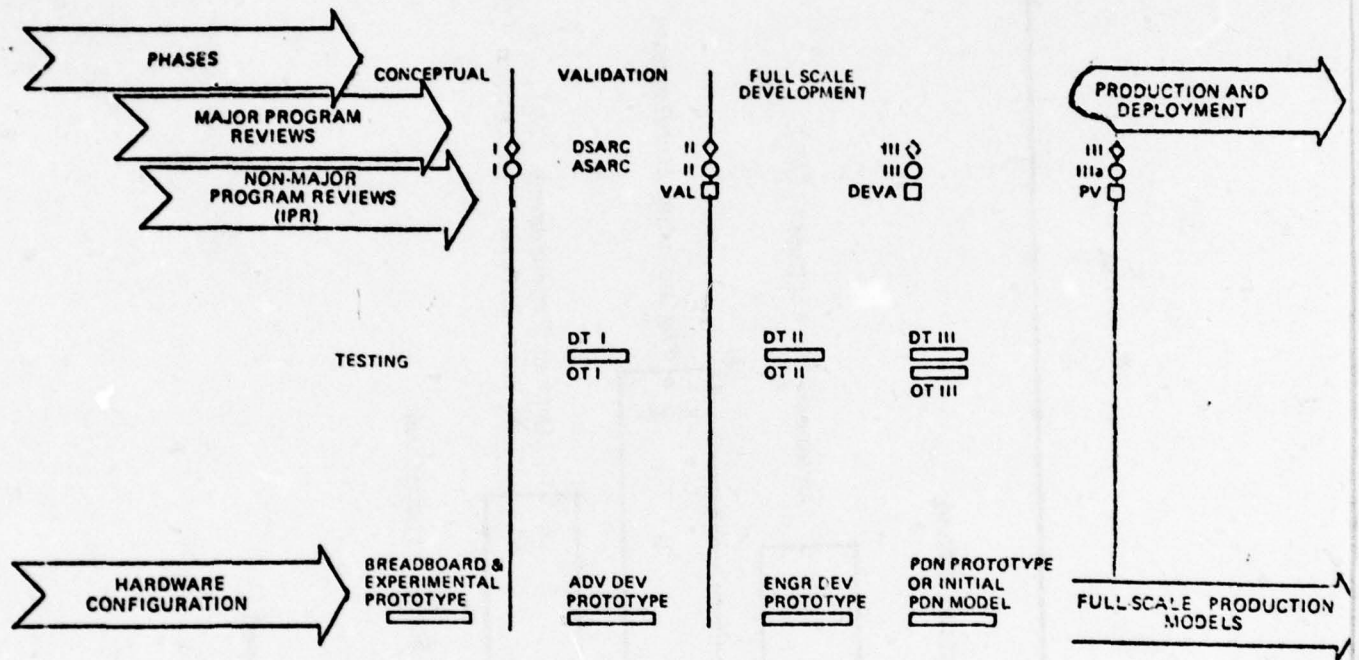 PHASES
CONCEPTUAL
VALIDATION
FULL SCALE
DEVELOPMENT
PRODUCTION AND
DEPLOYMENT
MAJOR PROGRAM
REVIEWS
I
DSARC
II
III
III
I
ASARC
II
III
IIIa
NON-MAJOR
PROGRAM REVIEWS
(IPR)
VAL
DEVA
PV
TESTING
DT I
OT I
DT II
OT II
DT III
OT III
HARDWARE
CONFIGURATION
BREADBOARD &
EXPERIMENTAL
PROTOTYPE
ADV DEV
PROTOTYPE
ENGR DEV
PROTOTYPE
PDN PROTOTYPE
OR INITIAL
PDN MODEL
FULL-SCALE PRODUCTION
MODELS